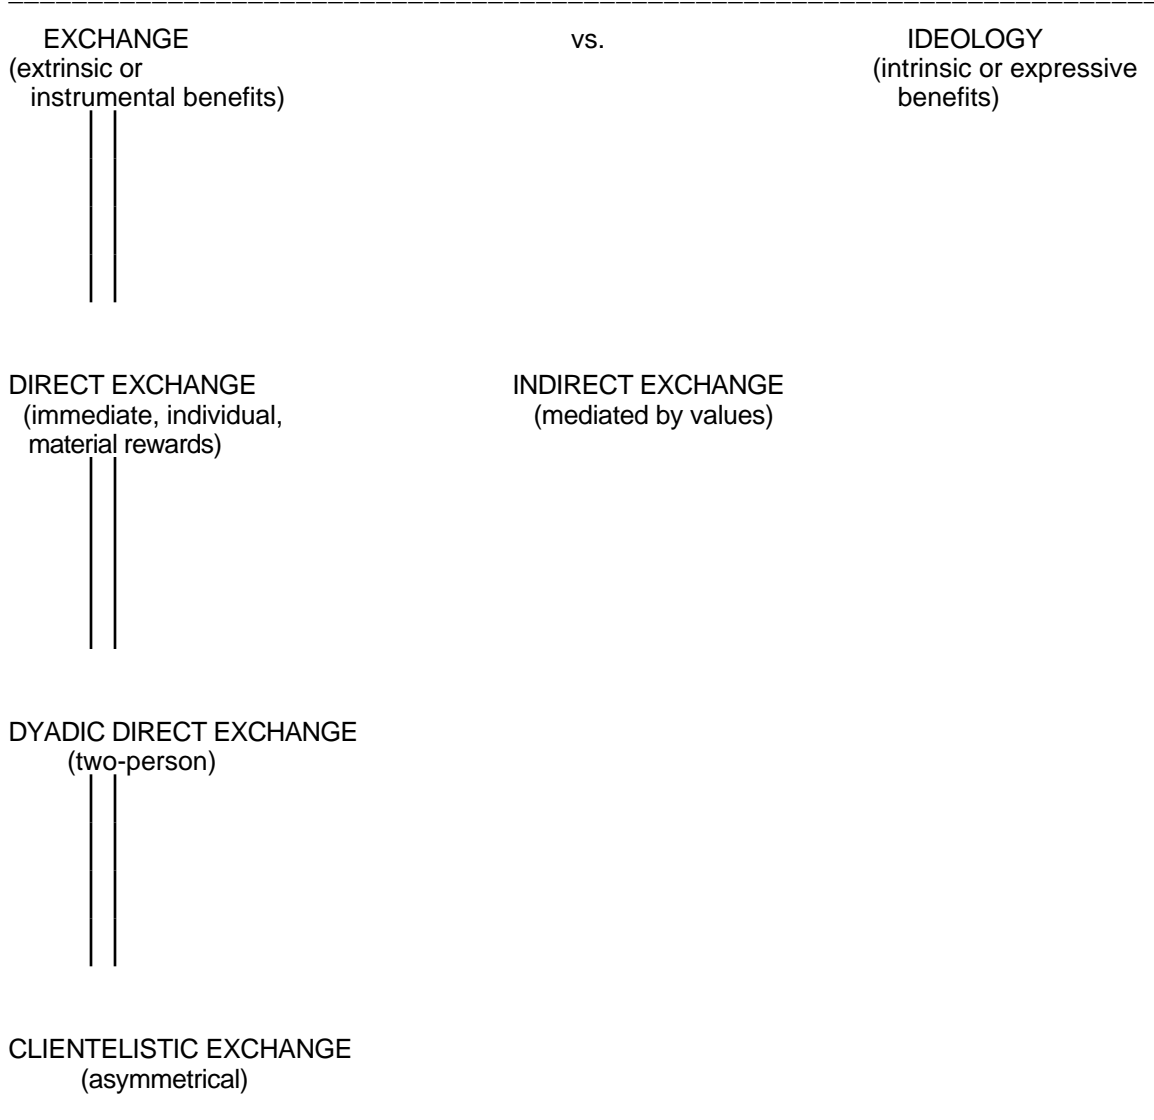 EXCHANGE vs. IDEOLOGY
(extrinsic or (intrinsic or expressive
instrumental benefits) benefits)
DIRECT EXCHANGE INDIRECT EXCHANGE
(immediate, individual, (mediated by values)
material rewards)
DYADIC DIRECT EXCHANGE
(two-person)
CLIENTELISTIC EXCHANGE
(asymmetrical)